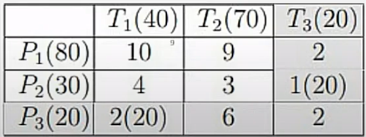 T₁(40) T₂(70) T₃(20)
P₁(80) 10 9 9 2
P₂(30) 4 3 1(20)
P₃(20) 2(20) 6 2